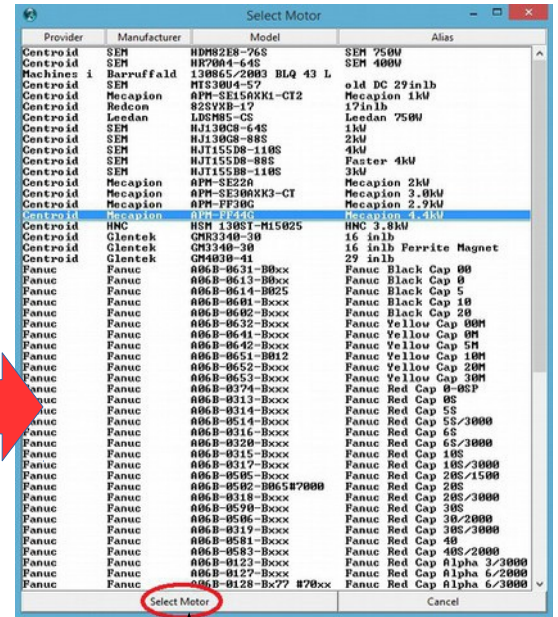 Select Motor
Provider Manufacturer Model Alias
Centroid SEM HDM82E8-76S SEM 750W
Centroid SEM HR70A4-64S SEM 400W
Machines i Barruffald 130865/2003 BLQ 43 L
Centroid SEM MTS30U4-57 old DC 29inlb
Centroid Mecapion APM-SE15AXK1-CT2 Mecapion 1kW
Centroid Redcom 82SYXB-17 17inlb
Centroid Leedan LDSM85-CS Leedan 750W
Centroid SEM HJ130C8-64S 1kW
Centroid SEM HJ130G8-88S 2kW
Centroid SEM HJT155D8-110S 4kW
Centroid SEM HJT155D8-88S Faster 4kW
Centroid SEM HJT155B8-110S 3kW
Centroid Mecapion APM-SE22A Mecapion 2kW
Centroid Mecapion APM-SE30AXK3-CT Mecapion 3.0kW
Centroid Mecapion APM-FF30G Mecapion 2.9kW
Centroid Mecapion APM-FF44G Mecapion 4.4kW
Centroid HNC HSM 130ST-M15025 HNC 3.8kW
Centroid Glentek GMR3340-30 16 inlb
Centroid Glentek GM3340-30 16 inlb Ferrite Magnet
Centroid Glentek GM4030-41 29 inlb
Fanuc Fanuc A06B-0631-B0xx Fanuc Black Cap 00
Fanuc Fanuc A06B-0613-B0xx Fanuc Black Cap 0
Fanuc Fanuc A06B-0614-B025 Fanuc Black Cap 5
Fanuc Fanuc A06B-0601-Bxxx Fanuc Black Cap 10
Fanuc Fanuc A06B-0602-Bxxx Fanuc Black Cap 20
Fanuc Fanuc A06B-0632-Bxxx Fanuc Yellow Cap 00M
Fanuc Fanuc A06B-0641-Bxxx Fanuc Yellow Cap 0M
Fanuc Fanuc A06B-0642-Bxxx Fanuc Yellow Cap 5M
Fanuc Fanuc A06B-0651-B012 Fanuc Yellow Cap 10M
Fanuc Fanuc A06B-0652-Bxxx Fanuc Yellow Cap 20M
Fanuc Fanuc A06B-0653-Bxxx Fanuc Yellow Cap 30M
Fanuc Fanuc A06B-0374-Bxxx Fanuc Red Cap 0-0SP
Fanuc Fanuc A06B-0313-Bxxx Fanuc Red Cap 0S
Fanuc Fanuc A06B-0314-Bxxx Fanuc Red Cap 5S
Fanuc Fanuc A06B-0514-Bxxx Fanuc Red Cap 5S/3000
Fanuc Fanuc A06B-0316-Bxxx Fanuc Red Cap 6S
Fanuc Fanuc A06B-0320-Bxxx Fanuc Red Cap 6S/3000
Fanuc Fanuc A06B-0315-Bxxx Fanuc Red Cap 10S
Fanuc Fanuc A06B-0317-Bxxx Fanuc Red Cap 10S/3000
Fanuc Fanuc A06B-0505-Bxxx Fanuc Red Cap 20S/1500
Fanuc Fanuc A06B-0502-B065#7000 Fanuc Red Cap 20S
Fanuc Fanuc A06B-0318-Bxxx Fanuc Red Cap 20S/3000
Fanuc Fanuc A06B-0590-Bxxx Fanuc Red Cap 30S
Fanuc Fanuc A06B-0506-Bxxx Fanuc Red Cap 30/2000
Fanuc Fanuc A06B-0319-Bxxx Fanuc Red Cap 30S/3000
Fanuc Fanuc A06B-0581-Bxxx Fanuc Red Cap 40
Fanuc Fanuc A06B-0583-Bxxx Fanuc Red Cap 40S/2000
Fanuc Fanuc A06B-0123-Bxxx Fanuc Red Cap Alpha 3/3000
Fanuc Fanuc A06B-0127-Bxxx Fanuc Red Cap Alpha 6/2000
Fanuc Fanuc A06B-0128-Bx77 #70xx Fanuc Red Cap Alpha 6/3000
Select Motor Cancel